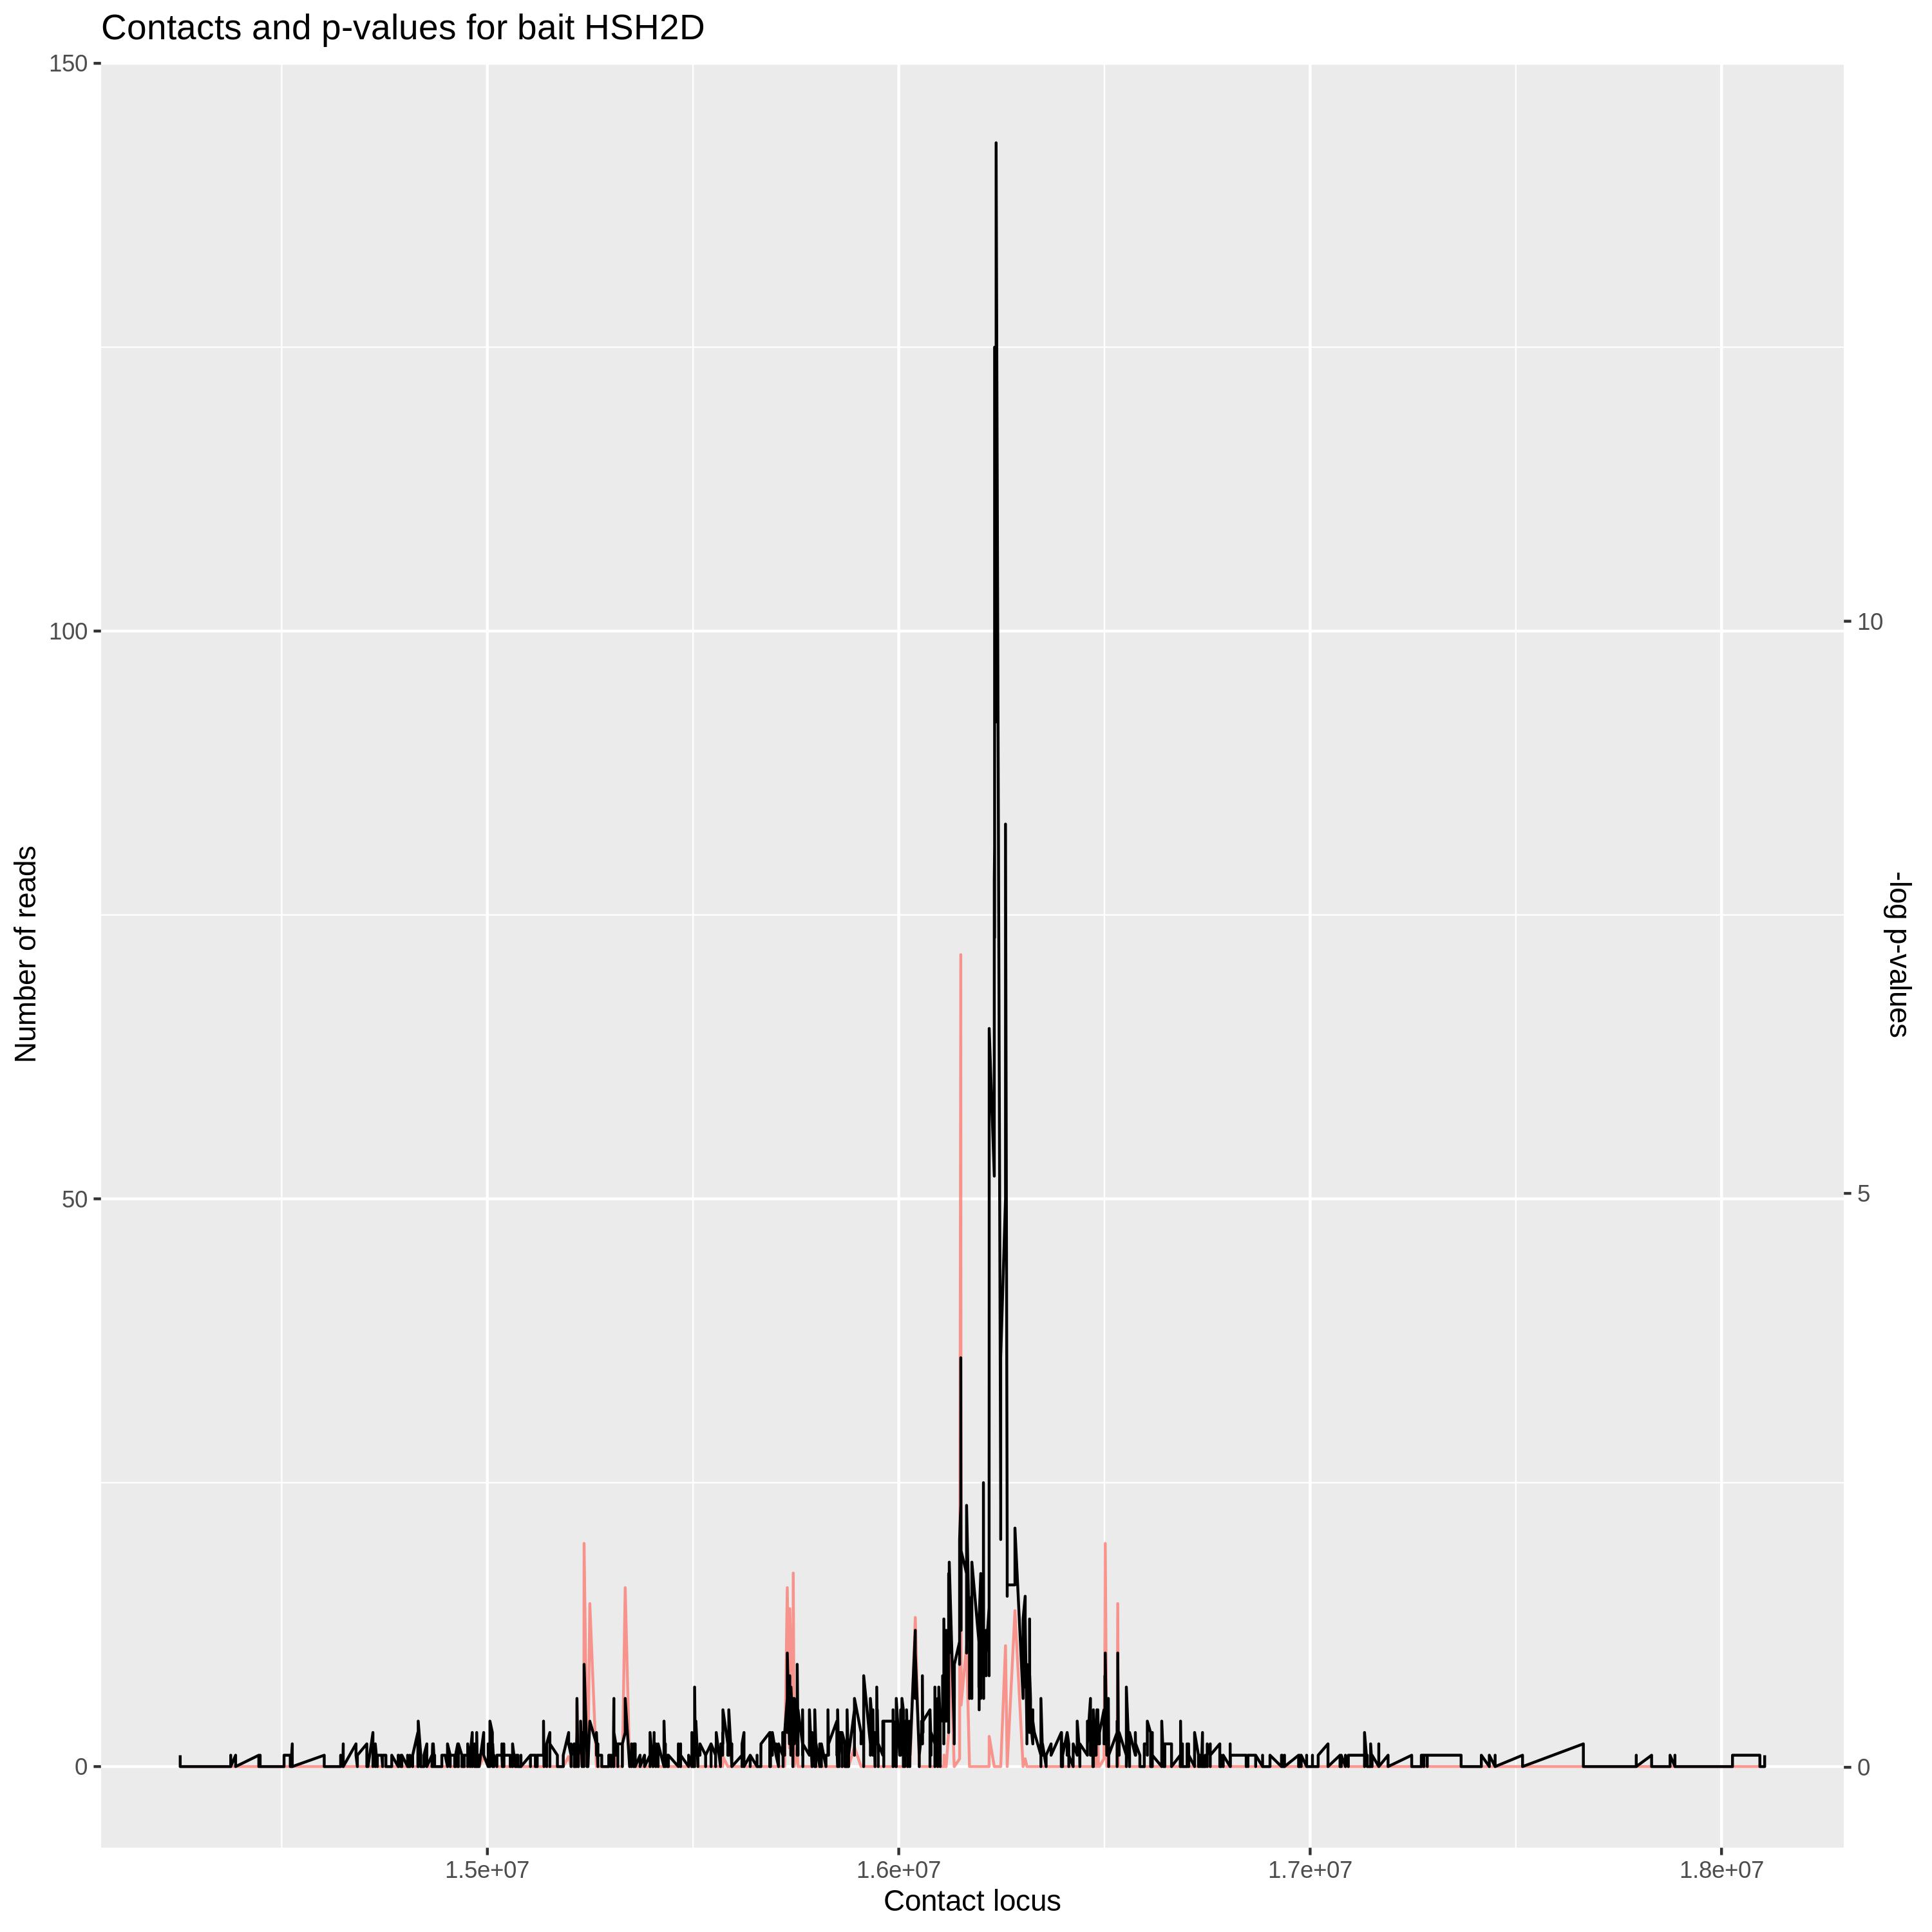 Contacts and p-values for bait HSH2D
150
100
50
0
Number of reads
10
5
0
-log p-values
1.5e+07
1.6e+07
1.7e+07
1.8e+07
Contact locus